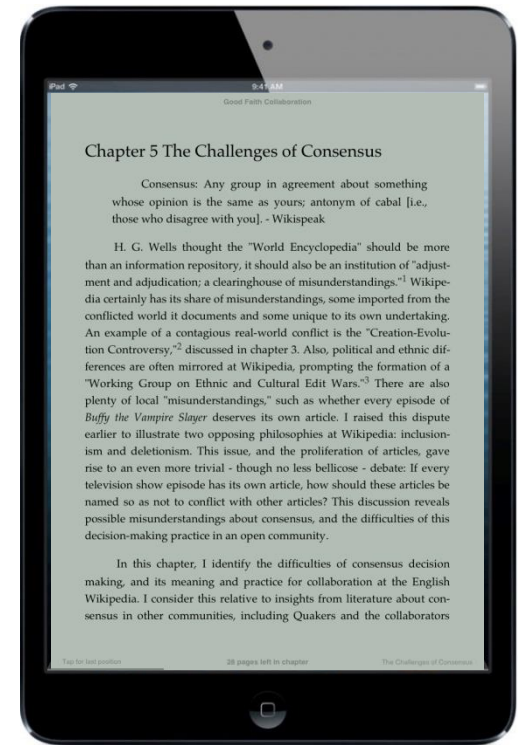 iPad
9:41 AM
Good Faith Collaboration
Chapter 5 The Challenges of Consensus
Consensus: Any group in agreement about something
whose opinion is the same as yours; antonym of cabal [i.e.,
those who disagree with you]. - Wikispeak
H. G. Wells thought the "World Encyclopedia" should be more
than an information repository, it should also be an institution of "adjust-
ment and adjudication; a clearinghouse of misunderstandings."1 Wikipe-
dia certainly has its share of misunderstandings, some imported from the
conflicted world it documents and some unique to its own undertaking.
An example of a contagious real-world conflict is the "Creation-Evolu-
tion Controversy,"2 discussed in chapter 3. Also, political and ethnic dif-
ferences are often mirrored at Wikipedia, prompting the formation of a
"Working Group on Ethnic and Cultural Edit Wars."3 There are also
plenty of local "misunderstandings," such as whether every episode of
Buffy the Vampire Slayer deserves its own article. I raised this dispute
earlier to illustrate two opposing philosophies at Wikipedia: inclusion-
ism and deletionism. This issue, and the proliferation of articles, gave
rise to an even more trivial - though no less bellicose - debate: If every
television show episode has its own article, how should these articles be
named so as not to conflict with other articles? This discussion reveals
possible misunderstandings about consensus, and the difficulties of this
decision-making practice in an open community.
In this chapter, I identify the difficulties of consensus decision
making, and its meaning and practice for collaboration at the English
Wikipedia. I consider this relative to insights from literature about con-
sensus in other communities, including Quakers and the collaborators
Tap for last position
28 pages left in chapter
The Challenges of Consensus